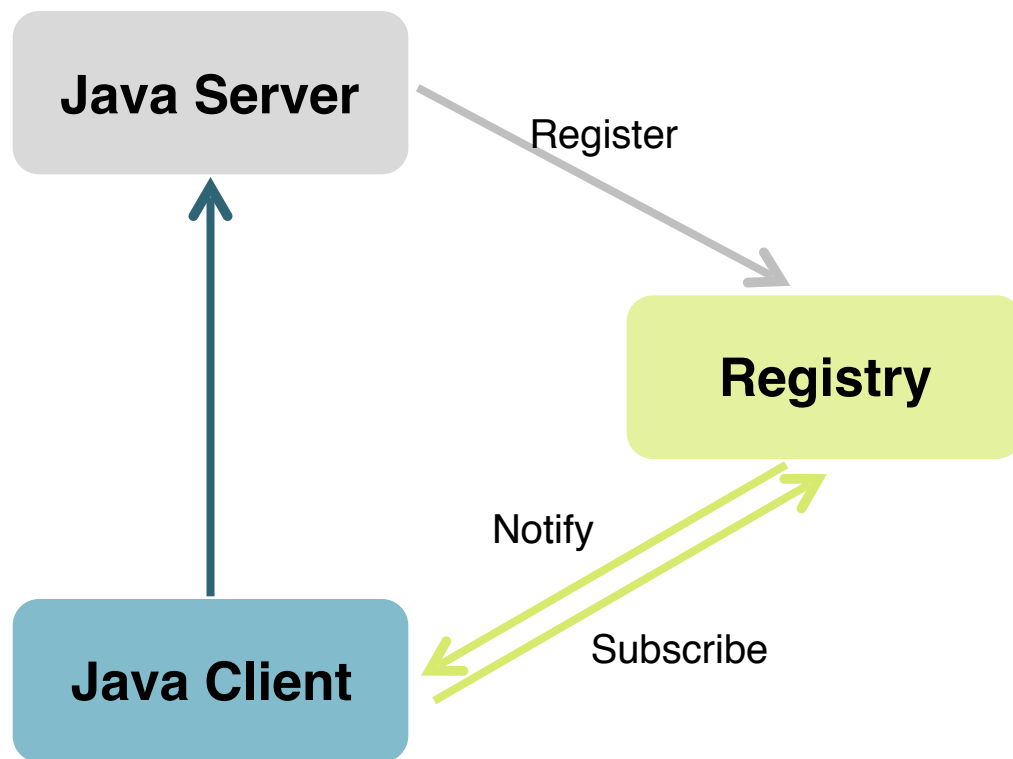 Java Server
Register
Registry
Notify
Subscribe
Java Client